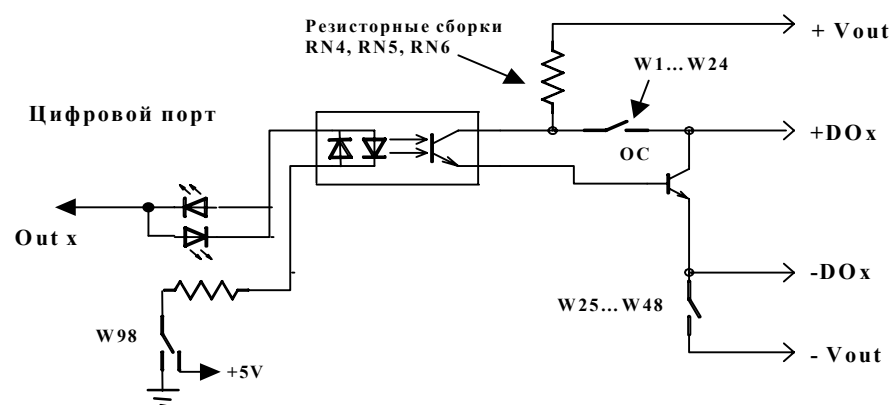 Резисторные сборки
RN4, RN5, RN6
+ Vout
W1...W24
Цифровой порт
+DOx
OC
Out x
-DOx
W25...W48
W98
- Vout
+5V